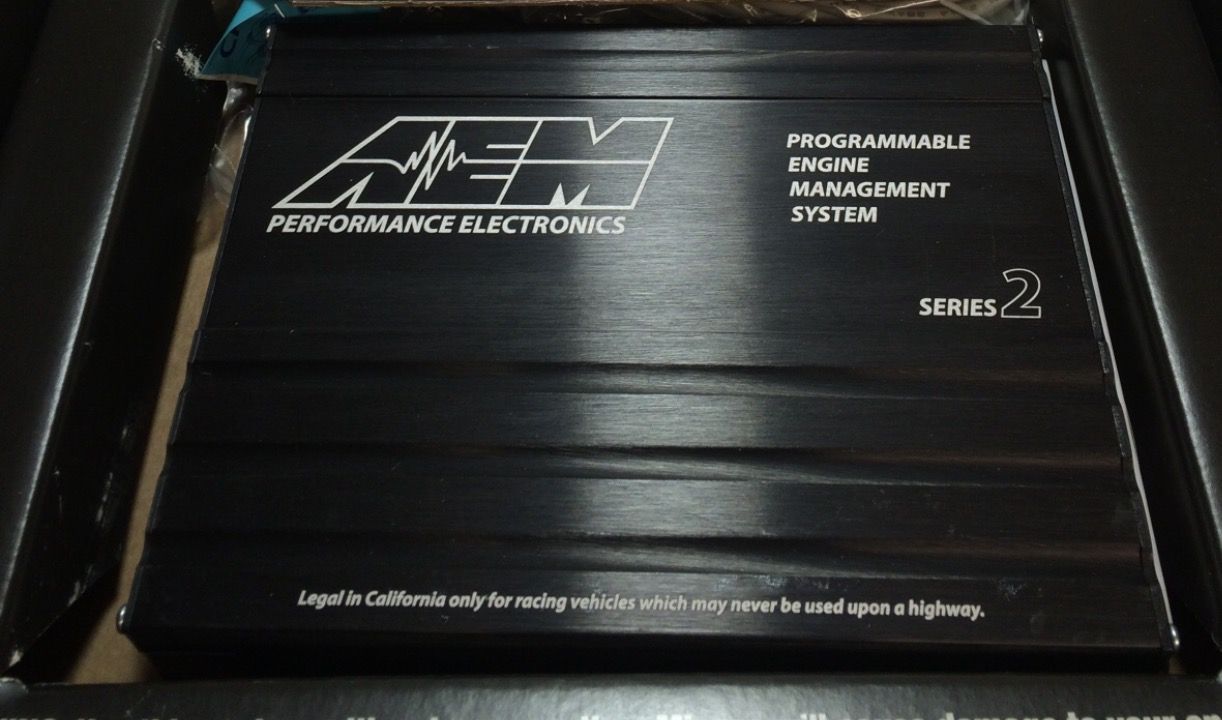 AEM
PERFORMANCE ELECTRONICS
PROGRAMMABLE
ENGINE
MANAGEMENT
SYSTEM
SERIES 2
Legal in California only for racing vehicles which may never be used upon a highway.